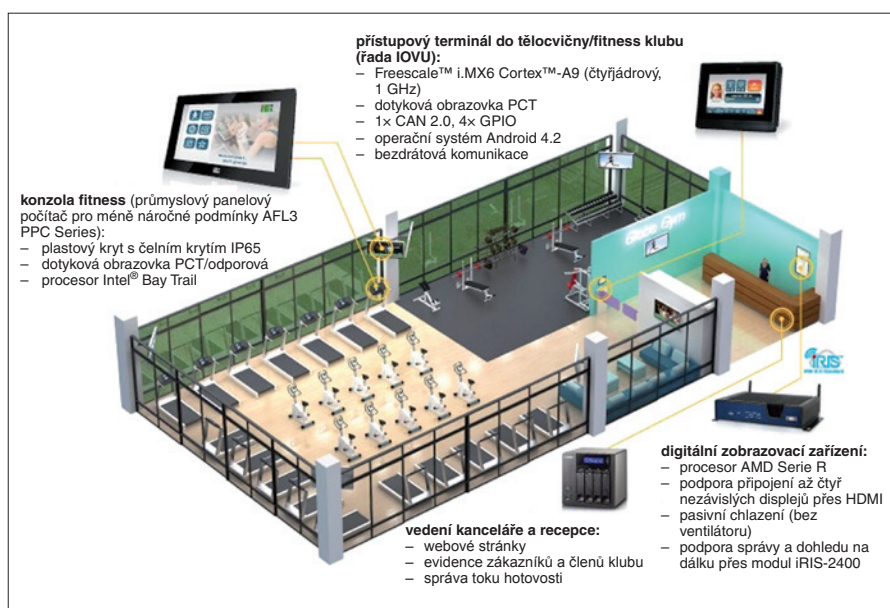 přístupový terminál do tělocvičny/fitness klubu
(řada IOVU):
– Freescale™ i.MX6 Cortex™-A9 (čtyřjádrový,
1 GHz)
– dotyková obrazovka PCT
– 1× CAN 2.0, 4× GPIO
– operační systém Android 4.2
– bezdrátová komunikace
konzola fitness (průmyslový panelový
počítač pro méně náročné podmínky AFL3
PPC Series):
– plastový kryt s čelním krytím IP65
– dotyková obrazovka PCT/odporová
– procesor Intel® Bay Trail
Globe Gym
iRIS
digitální zobrazovací zařízení:
– procesor AMD Serie R
– podpora připojení až čtyř
nezávislých displejů přes HDMI
– pasivní chlazení (bez
ventilátoru)
– podpora správy a dohledu na
dálku přes modul iRIS-2400
vedení kanceláře a recepce:
– webové stránky
– evidence zákazníků a členů klubu
– správa toku hotovosti